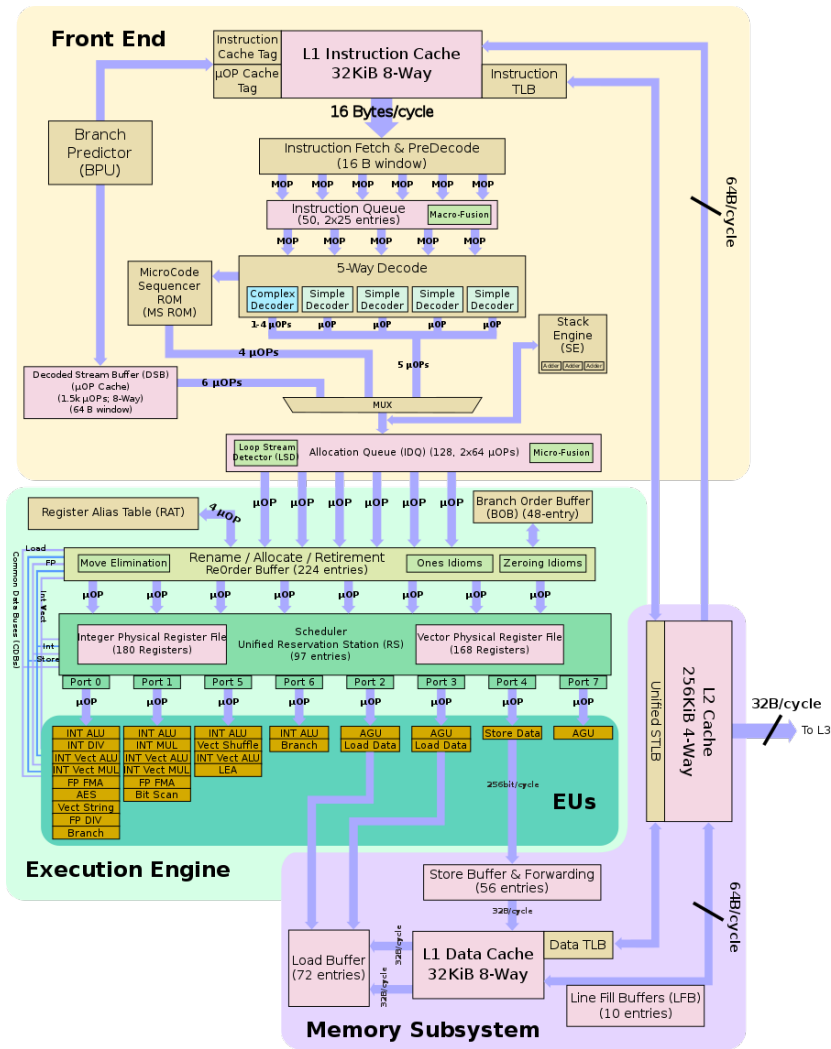 Front End
Instruction
Cache Tag
µOP Cache
Tag
L1 Instruction Cache
32KiB 8-Way
Instruction
TLB
16 Bytes/cycle
Branch
Predictor
(BPU)
Instruction Fetch & PreDecode
(16 B window)
MOP MOP MOP MOP MOP MOP
Instruction Queue
(50, 2x25 entries)
Macro-Fusion
MOP MOP MOP MOP MOP
64B/cycle
MicroCode
Sequencer
ROM
(MS ROM)
5-Way Decode
Complex
Decoder
Simple
Decoder
Simple
Decoder
Simple
Decoder
Simple
Decoder
1-4 µOPs µOP µOP µOP µOP
Stack
Engine
(SE)
Adder Adder Adder
4 µOPs
5 µOPs
Decoded Stream Buffer (DSB)
(µOP Cache)
(1.5k µOPs; 8-Way)
(64 B window)
6 µOPs
MUX
Loop Stream
Detector (LSD)
Allocation Queue (IDQ) (128, 2x64 µOPs)
Micro-Fusion
µOP µOP µOP µOP µOP µOP
Register Alias Table (RAT)
4 µOP
Branch Order Buffer
(BOB) (48-entry)
Load
FP
Common Data Buses (CDBs)
Int Vect
Int
Store
Move Elimination
Rename / Allocate / Retirement
ReOrder Buffer (224 entries)
Ones Idioms
Zeroing Idioms
µOP µOP µOP µOP µOP µOP µOP µOP
Integer Physical Register File
(180 Registers)
Scheduler
Unified Reservation Station (RS)
(97 entries)
Vector Physical Register File
(168 Registers)
Port 0 Port 1 Port 5 Port 6 Port 2 Port 3 Port 4 Port 7
µOP µOP µOP µOP µOP µOP µOP µOP
INT ALU
INT DIV
INT Vect ALU
INT Vect MUL
FP FMA
AES
Vect String
FP DIV
Branch
INT ALU
INT MUL
INT Vect ALU
INT Vect MUL
FP FMA
Bit Scan
INT ALU
Vect Shuffle
INT Vect ALU
LEA
INT ALU
Branch
AGU
Load Data
AGU
Load Data
Store Data
AGU
256bit/cycle
EUs
Execution Engine
Unified STLB
L2 Cache
256KiB 4-Way
32B/cycle
To L3
Store Buffer & Forwarding
(56 entries)
32B/cycle
64B/cycle
Load Buffer
(72 entries)
32B/cycle
32B/cycle
L1 Data Cache
32KiB 8-Way
Data TLB
Line Fill Buffers (LFB)
(10 entries)
Memory Subsystem